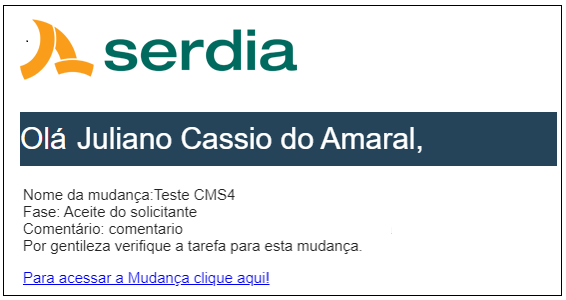 serdia
Olá Juliano Cassio do Amaral,
Nome da mudança:Teste CMS4
Fase: Aceite do solicitante
Comentário: comentario
Por gentileza verifique a tarefa para esta mudança.
Para acessar a Mudança clique aqui!